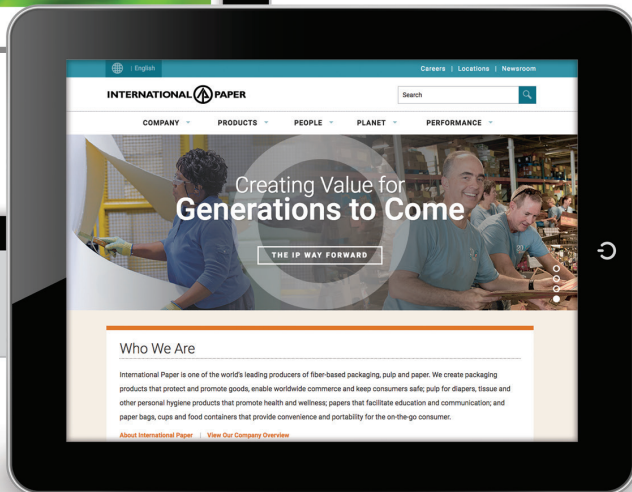 | English
Careers | Locations | Newsroom
INTERNATIONAL PAPER
Search
COMPANY PRODUCTS PEOPLE PLANET PERFORMANCE
Creating Value for
Generations to Come
THE IP WAY FORWARD
Who We Are
International Paper is one of the world's leading producers of fiber-based packaging, pulp and paper. We create packaging
products that protect and promote goods, enable worldwide commerce and keep consumers safe; pulp for diapers, tissue and
other personal hygiene products that promote health and wellness; papers that facilitate education and communication; and
paper bags, cups and food containers that provide convenience and portability for the on-the-go consumer.
About International Paper | View Our Company Overview